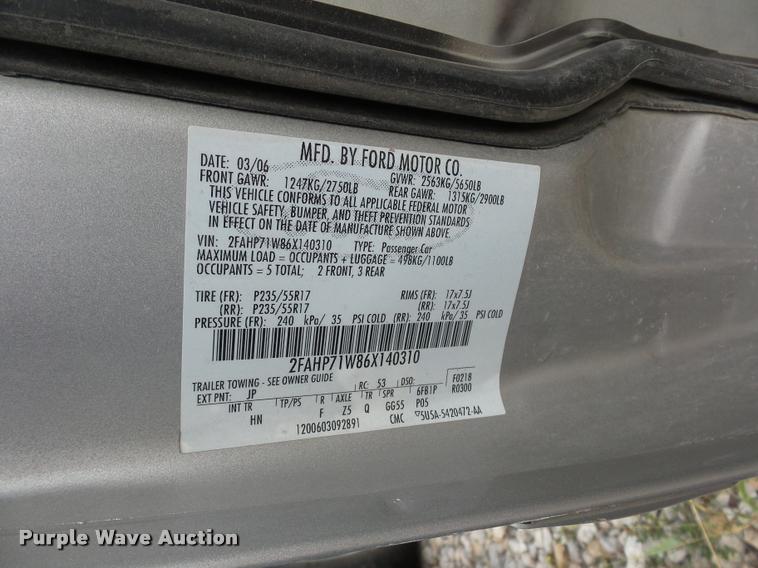 MFD. BY FORD MOTOR CO.
DATE: 03/06 GVWR: 2563KG/5650LB
FRONT GAWR: 1247KG/2750LB REAR GAWR: 1315KG/2900LB
THIS VEHICLE CONFORMS TO ALL APPLICABLE FEDERAL MOTOR
VEHICLE SAFETY, BUMPER, AND THEFT PREVENTION STANDARDS
IN EFFECT ON THE DATE OF MANUFACTURE SHOWN ABOVE.
VIN: 2FAHP71W86X140310 TYPE: Passenger Car
MAXIMUM LOAD = OCCUPANTS + LUGGAGE = 498KG/1100LB
OCCUPANTS = 5 TOTAL; 2 FRONT, 3 REAR
TIRE (FR): P235/55R17 RIMS (FR): 17x7.5J
(RR): P235/55R17 (RR): 17x7.5J
PRESSURE (FR): 240 kPa/ 35 PSI COLD (RR): 240 kPa/ 35 PSI COLD
2FAHP71W86X140310
TRAILER TOWING - SEE OWNER GUIDE
EXT PNT: JP RC: 53 DSO: F0218
INT TR TP/PS R AXLE TR SPR 6FB1P R0300
HN F Z5 Q GG55 POS
1200603092891 CMC 5U5A-5420472-AA
Purple Wave Auction